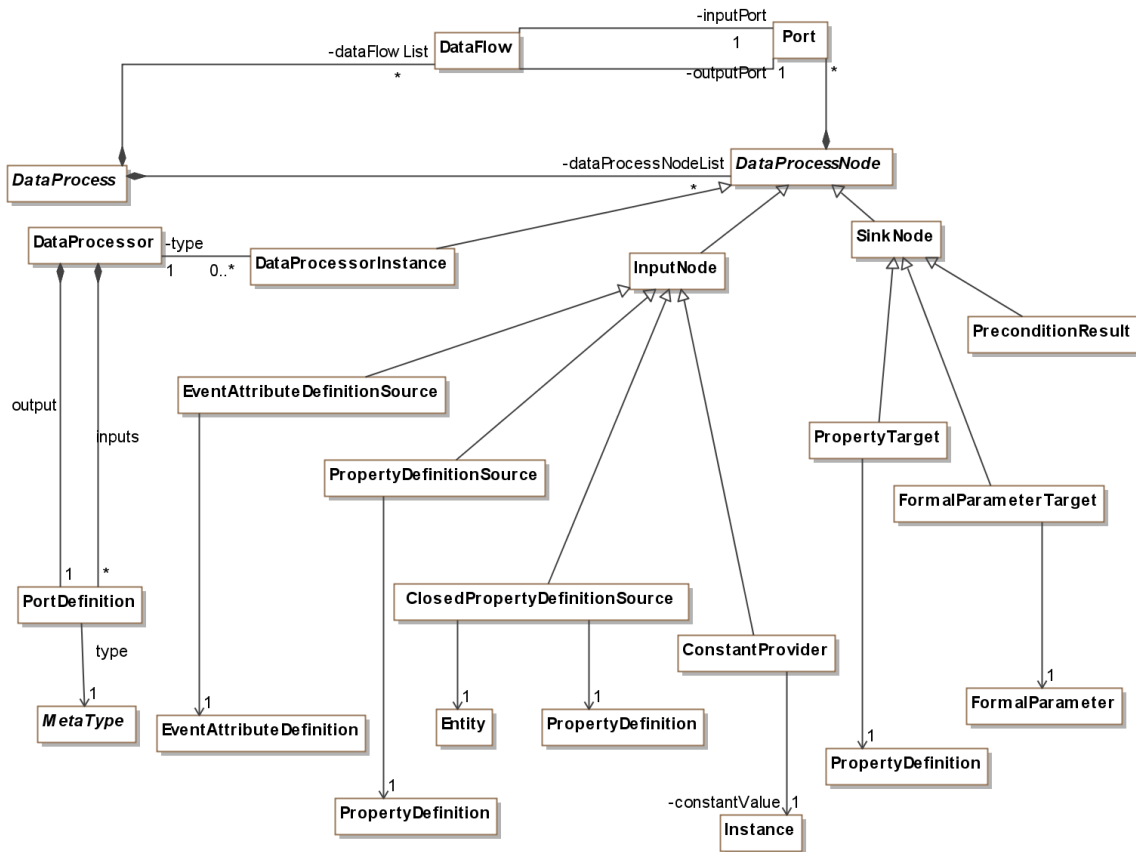 -inputPort
Port
DataFlow
1
-dataFlow List
*
-outputPort
1
*
-dataProcessNodeList
DataProcessNode
DataProcess
*
SinkNode
DataProcessor
-type
DataProcessorInstance
1
0..*
InputNode
PreconditionResult
EventAttributeDefinitionSource
output
inputs
PropertyTarget
PropertyDefinitionSource
FormalParameterTarget
1
*
PortDefinition
ClosedPropertyDefinitionSource
type
ConstantProvider
1
1
1
1
1
MetaType
EventAttributeDefinition
Entity
PropertyDefinition
FormalParameter
1
PropertyDefinition
1
-constantValue
1
PropertyDefinition
Instance